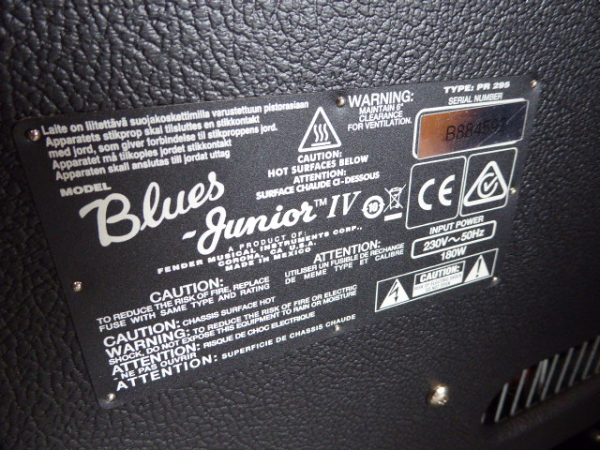 Laite on liitettävä suojakoskettimilla varustettuun pistorasiaan
Apparatets stikprop skal tilsluttes en stikkontakt
med jord, som giver forbindelse til stikproppens jord.
Apparatet må tilkoples jordet stikkontakt
Apparaten skall anslutas till jordat uttag
MODEL
Blues
Junior™ IV
A PRODUCT OF:
FENDER MUSICAL INSTRUMENTS CORP.,
CORONA, CA U.S.A.
MADE IN MEXICO
CAUTION:
HOT SURFACES BELOW
ATTENTION:
SURFACE CHAUDE CI-DESSOUS
WARNING:
MAINTAIN 6"
CLEARANCE
FOR VENTILATION.
TYPE: PR 295
SERIAL NUMBER
CE
10
INPUT POWER
230V~50Hz
180W
CAUTION:
TO REDUCE THE RISK OF FIRE, REPLACE
FUSE WITH SAME TYPE AND RATING
ATTENTION:
UTILISER UN FUSIBLE DE RECHANGE
DE MEME TYPE ET CALIBRE
CAUTION:
CAUTION: CHASSIS SURFACE HOT
WARNING: TO REDUCE THE RISK OF FIRE OR ELECTRIC
SHOCK, DO NOT EXPOSE THIS EQUIPMENT TO RAIN OR MOISTURE
ATTENTION: RISQUE DE CHOC ELECTRIQUE
- NE PAS OUVRIR
ATTENTION: SUPERFICIE DE CHASSIS CHAUDE